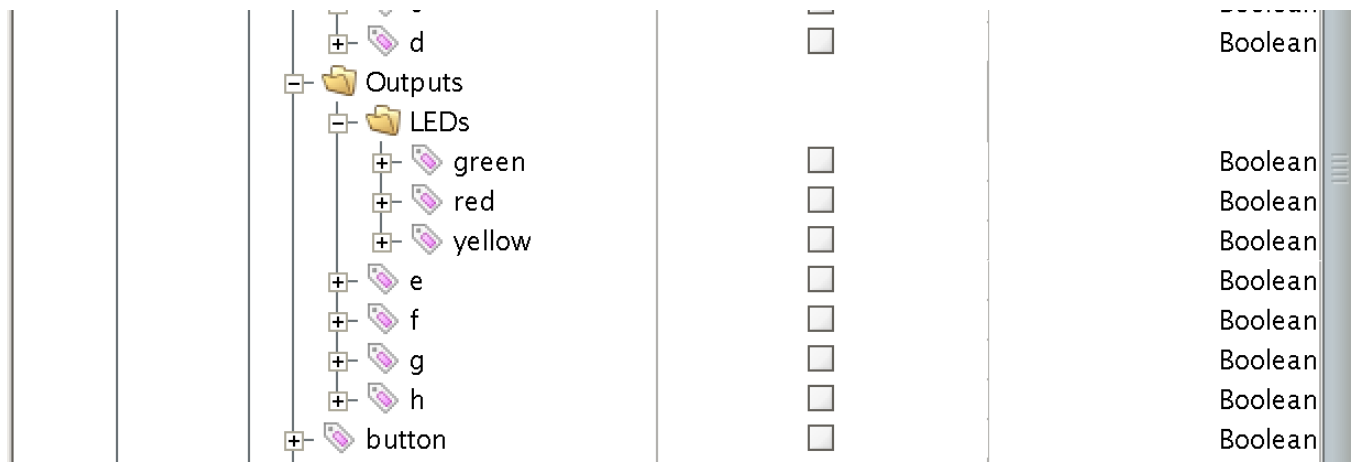 d Boolean
Outputs
LEDs
green Boolean
red Boolean
yellow Boolean
e Boolean
f Boolean
g Boolean
h Boolean
button Boolean